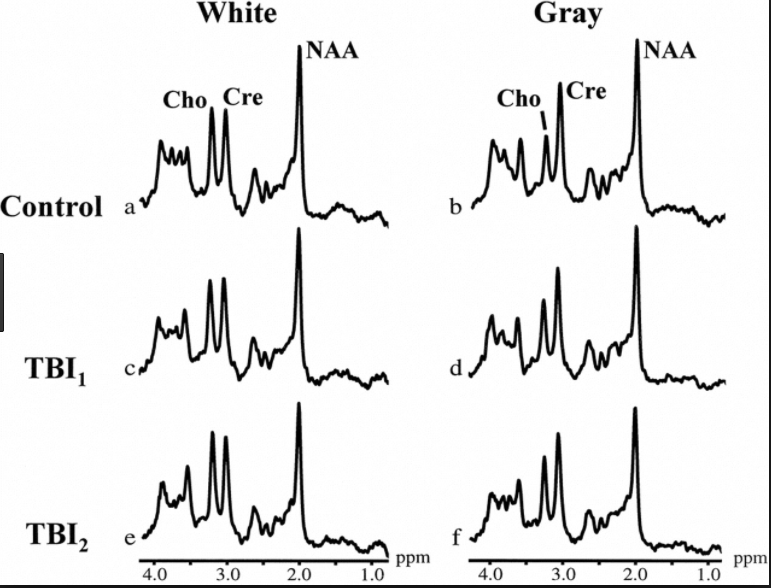 White Gray
NAA NAA
Cho Cre Cho Cre
Control a b
TBI₁ c d
TBI₂ e f
ppm ppm
4.0 3.0 2.0 1.0 4.0 3.0 2.0 1.0